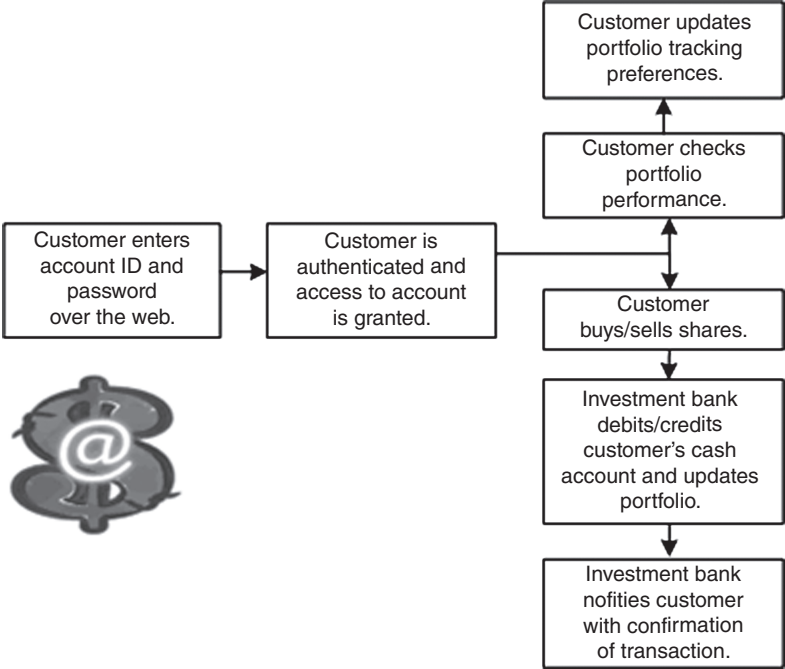 Customer updates
portfolio tracking
preferences.
Customer checks
portfolio
performance.
Customer enters
account ID and
password
over the web.
Customer is
authenticated and
access to account
is granted.
Customer
buys/sells shares.
Investment bank
debits/credits
customer's cash
account and updates
portfolio.
@
Investment bank
nofities customer
with confirmation
of transaction.